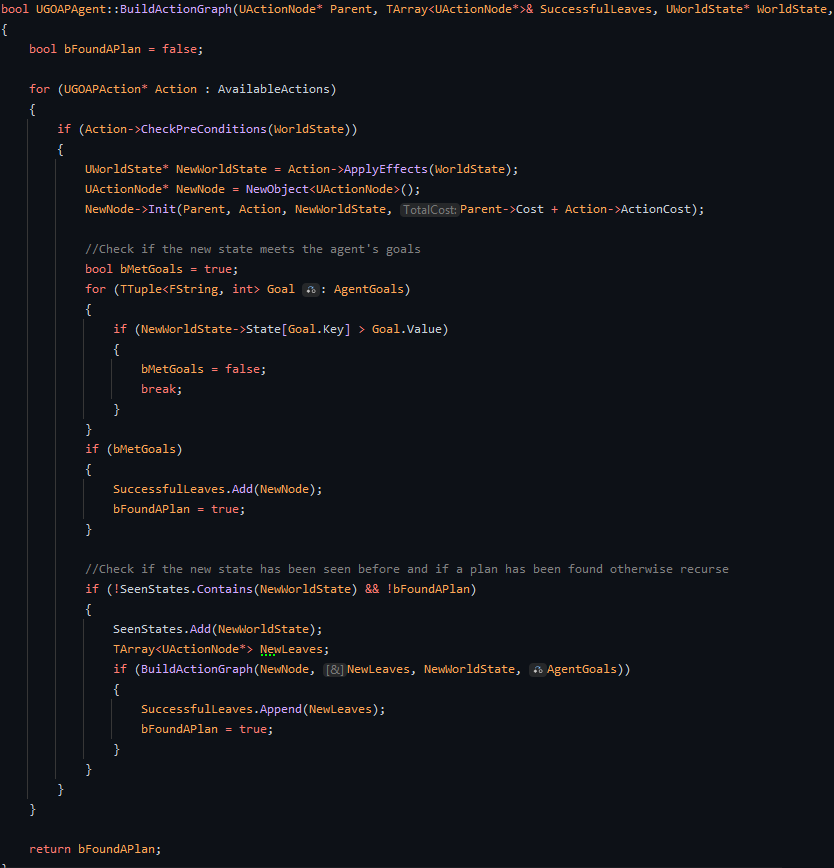 bool UGOAPAgent::BuildActionGraph(UActionNode* Parent, TArray<UActionNode*>& SuccessfulLeaves, UWorldState* WorldState,
{
bool bFoundAPlan = false;
for (UGOAPAction* Action : AvailableActions)
{
if (Action->CheckPreConditions(WorldState))
{
UWorldState* NewWorldState = Action->ApplyEffects(WorldState);
UActionNode* NewNode = NewObject<UActionNode>();
NewNode->Init(Parent, Action, NewWorldState, TotalCost: Parent->Cost + Action->ActionCost);
//Check if the new state meets the agent's goals
bool bMetGoals = true;
for (TTuple<FString, int> Goal : AgentGoals)
{
if (NewWorldState->State[Goal.Key] > Goal.Value)
{
bMetGoals = false;
break;
}
}
if (bMetGoals)
{
SuccessfulLeaves.Add(NewNode);
bFoundAPlan = true;
}
//Check if the new state has been seen before and if a plan has been found otherwise recurse
if (!SeenStates.Contains(NewWorldState) && !bFoundAPlan)
{
SeenStates.Add(NewWorldState);
TArray<UActionNode*> NewLeaves;
if (BuildActionGraph(NewNode, [&]NewLeaves, NewWorldState, AgentGoals))
{
SuccessfulLeaves.Append(NewLeaves);
bFoundAPlan = true;
}
}
}
}
return bFoundAPlan;
}